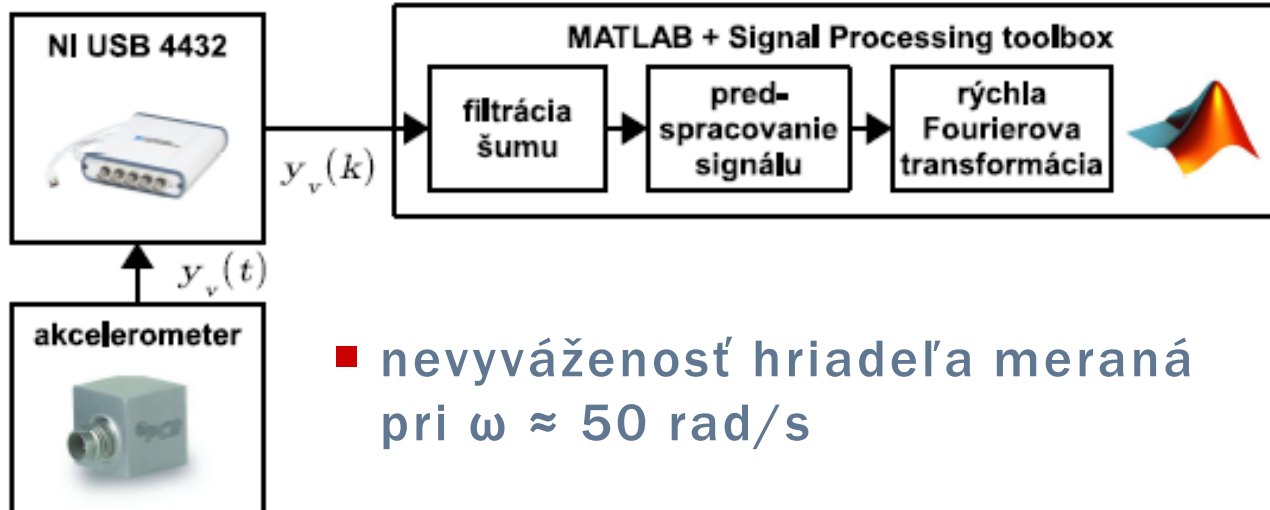 NI USB 4432
MATLAB + Signal Processing toolbox
filtrácia
šumu
pred-
spracovanie
signálu
rýchla
Fourierova
transformácia
y_v(k)
y_v(t)
akcelerometer
nevyváženosť hriadeľa meraná
pri ω ≈ 50 rad/s